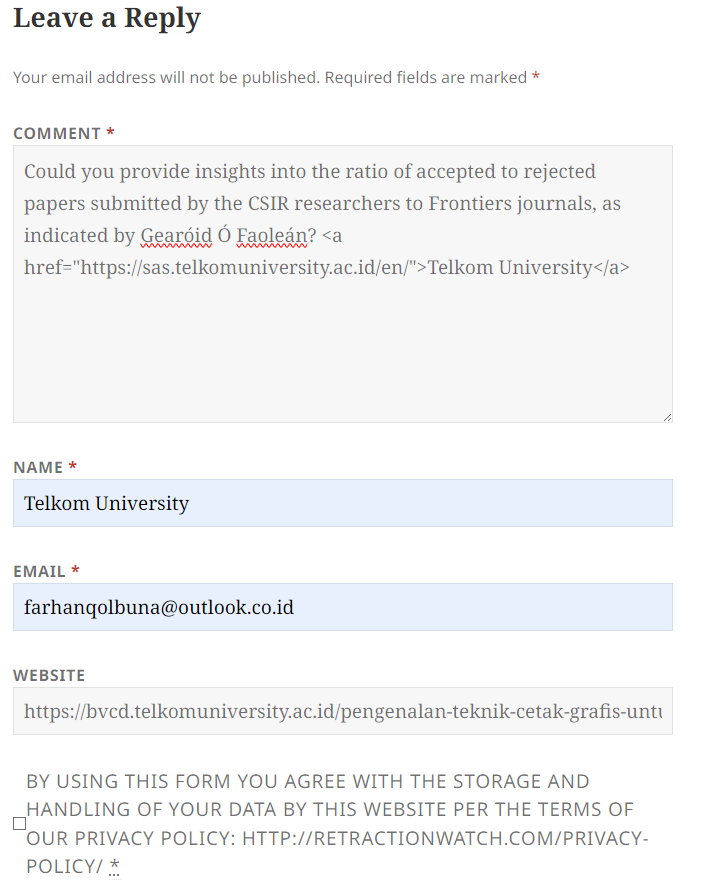 Leave a Reply
Your email address will not be published. Required fields are marked *
COMMENT *
Could you provide insights into the ratio of accepted to rejected
papers submitted by the CSIR researchers to Frontiers journals, as
indicated by Gearóid Ó Faoleán? <a
href="https://sas.telkomuniversity.ac.id/en/">Telkom University</a>
NAME *
Telkom University
EMAIL *
farhanqolbuna@outlook.co.id
WEBSITE
https://bvcd.telkomuniversity.ac.id/pengenalan-teknik-cetak-grafis-untu
BY USING THIS FORM YOU AGREE WITH THE STORAGE AND
HANDLING OF YOUR DATA BY THIS WEBSITE PER THE TERMS OF
OUR PRIVACY POLICY: HTTP://RETRACTIONWATCH.COM/PRIVACY-
POLICY/ *